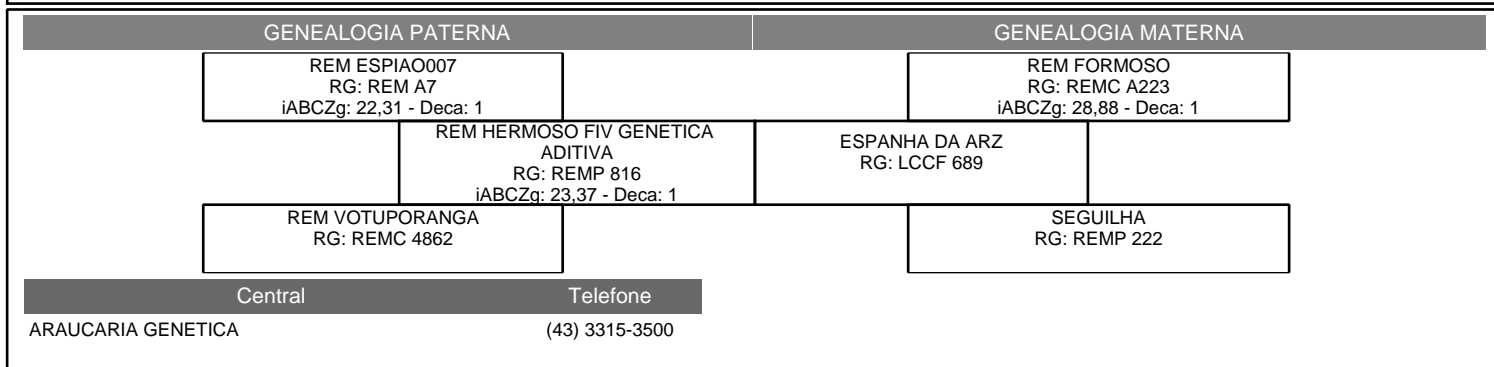 GENEALOGIA PATERNA
GENEALOGIA MATERNA
REM ESPIAO007
RG: REM A7
iABCZg: 22,31 - Deca: 1
REM FORMOSO
RG: REMC A223
iABCZg: 28,88 - Deca: 1
REM HERMOSO FIV GENETICA
ADITIVA
RG: REMP 816
iABCZg: 23,37 - Deca: 1
ESPANHA DA ARZ
RG: LCCF 689
REM VOTUPORANGA
RG: REMC 4862
SEGUILHA
RG: REMP 222
Central
Telefone
ARAUCARIA GENETICA
(43) 3315-3500